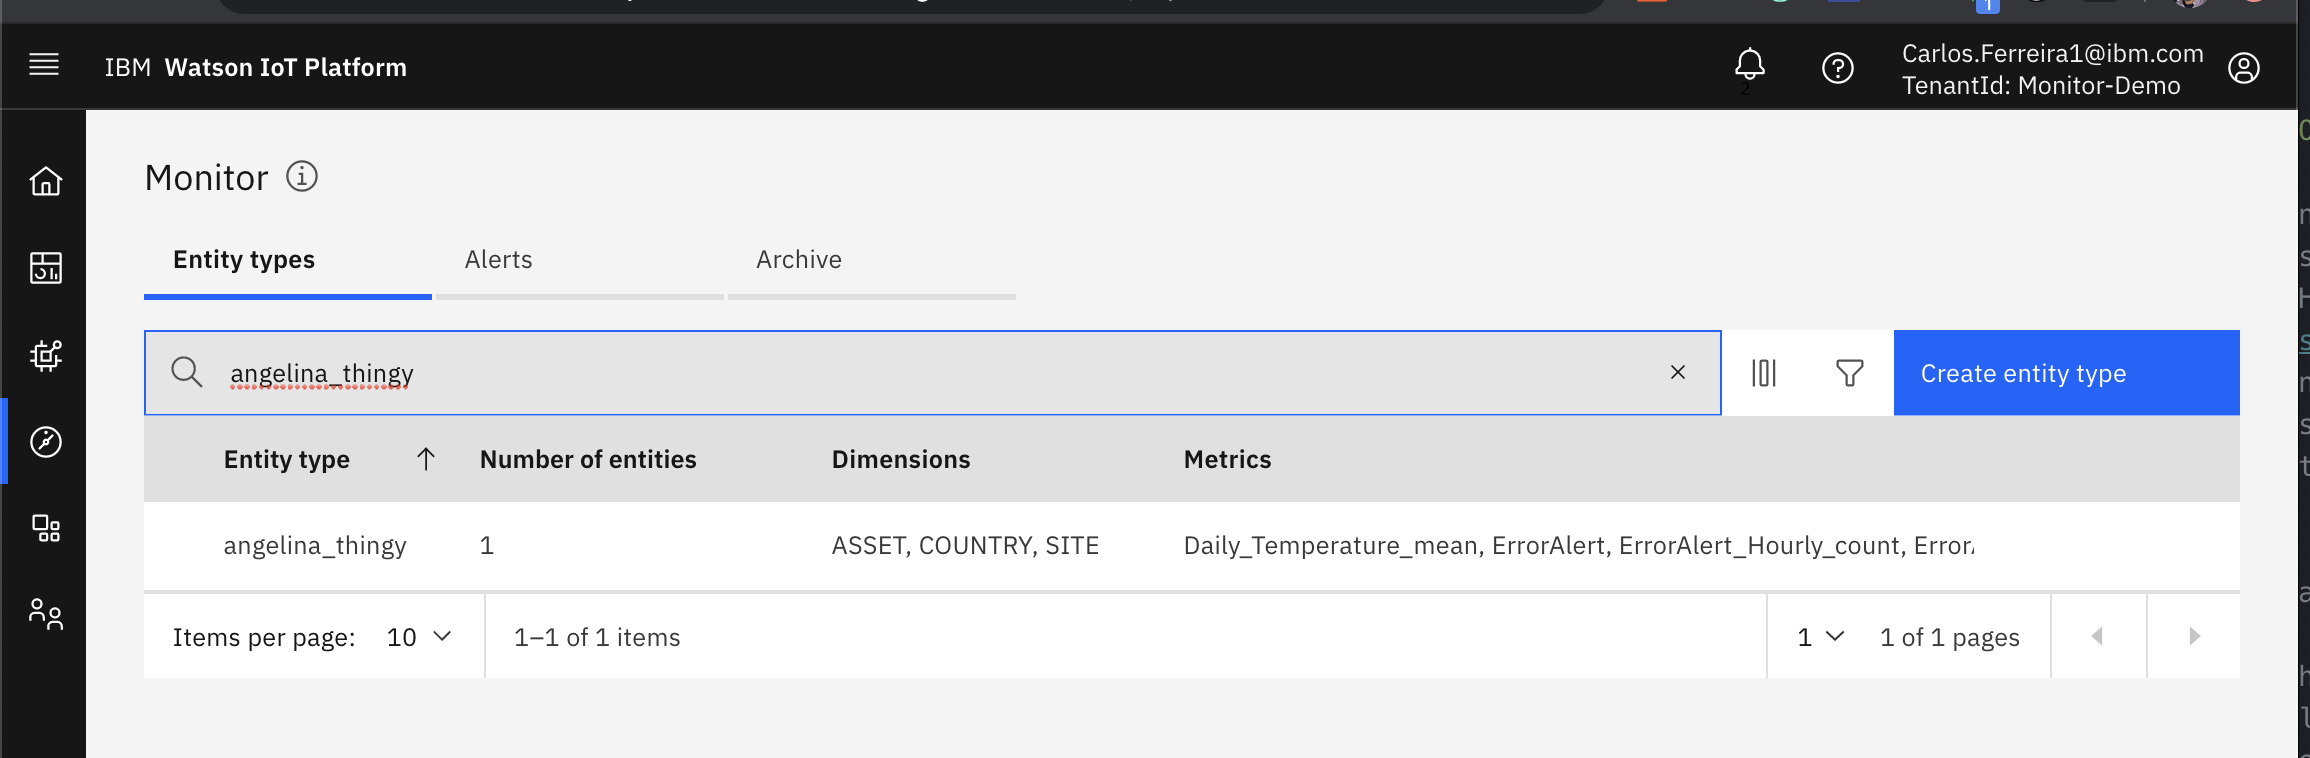 IBM Watson IoT Platform
2
Carlos.Ferreira1@ibm.com
TenantId: Monitor-Demo
Monitor
Entity types Alerts Archive
angelina_thingy
Create entity type
Entity type Number of entities Dimensions Metrics
angelina_thingy 1 ASSET, COUNTRY, SITE Daily_Temperature_mean, ErrorAlert, ErrorAlert_Hourly_count, Error
Items per page: 10 1–1 of 1 items 1 1 of 1 pages